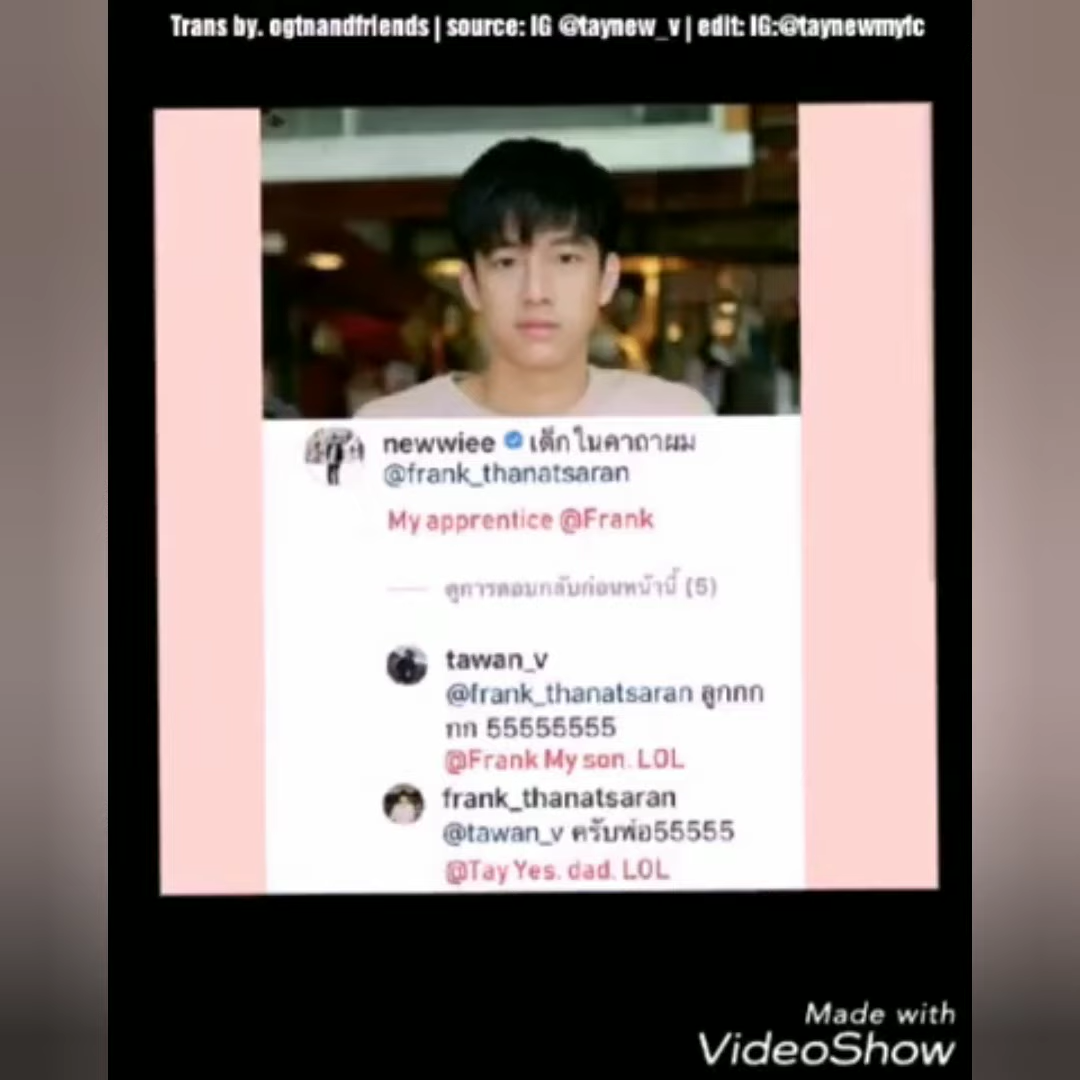 Trans by. ogtnandfriends | source: IG @taynew_v | edit: IG:@taynewmyfc
newwiee เด็กในคาถาผม
@frank_thanatsaran
My apprentice @Frank
ดูการตอบกลับก่อนหน้านี้ (5)
tawan_v
@frank_thanatsaran ลูกกก
กก 55555555
@Frank My son. LOL
frank_thanatsaran
@tawan_v ครับพ่อ55555
@Tay Yes. dad. LOL
Made with
VideoShow